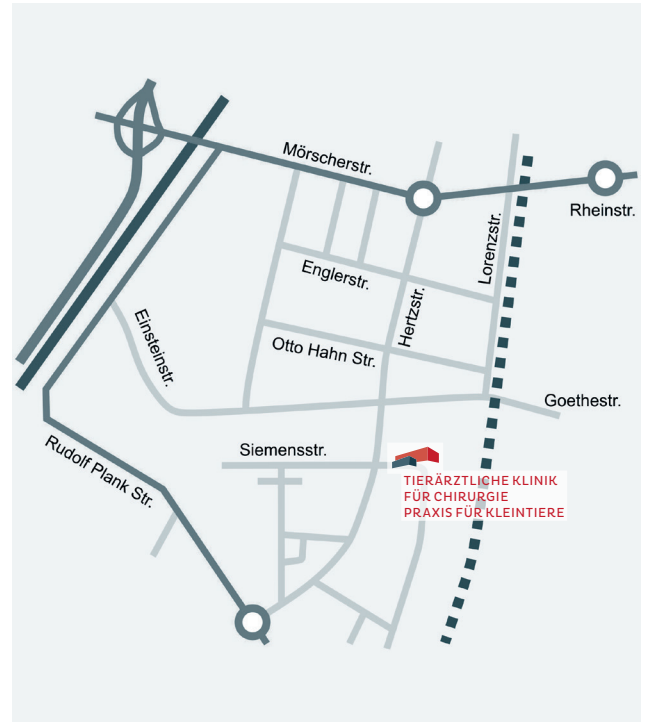 Mörscherstr.
Rheinstr.
Lorenzstr.
Englerstr.
Hertzstr.
Einsteinstr.
Otto Hahn Str.
Goethestr.
Rudolf Plank Str.
Siemensstr.
TIERÄRZTLICHE KLINIK
FÜR CHIRURGIE
PRAXIS FÜR KLEINTIERE